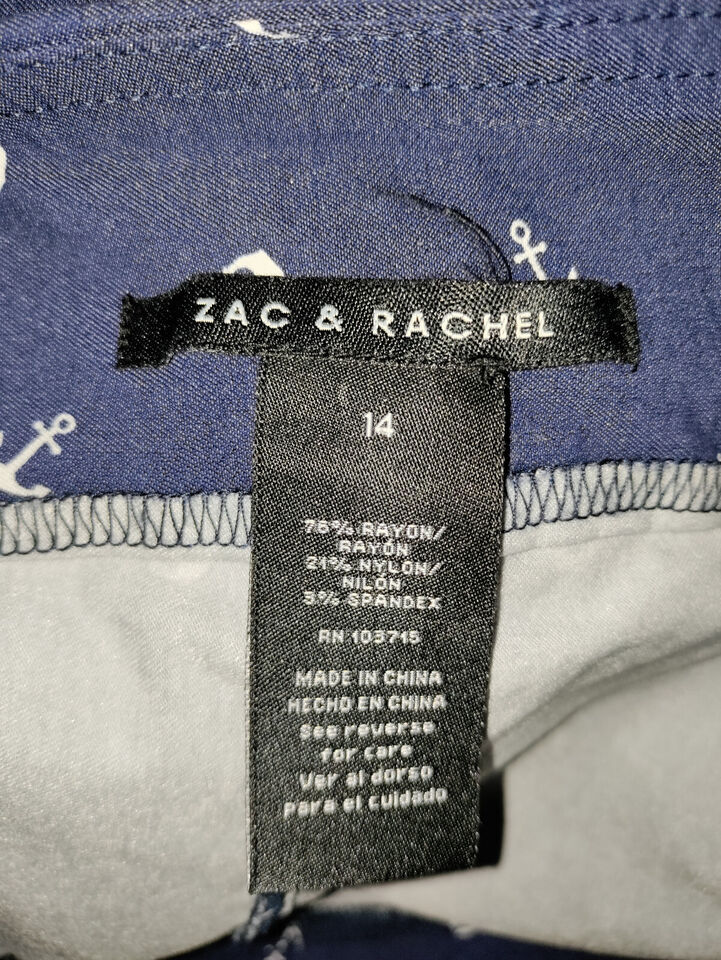 ZAC & RACHEL
14
76% RAYON/
RAYON
21% NYLON/
NILON
3% SPANDEX
RN 103715
MADE IN CHINA
HECHO EN CHINA
See reverse
for care
Ver al dorso
para el cuidado